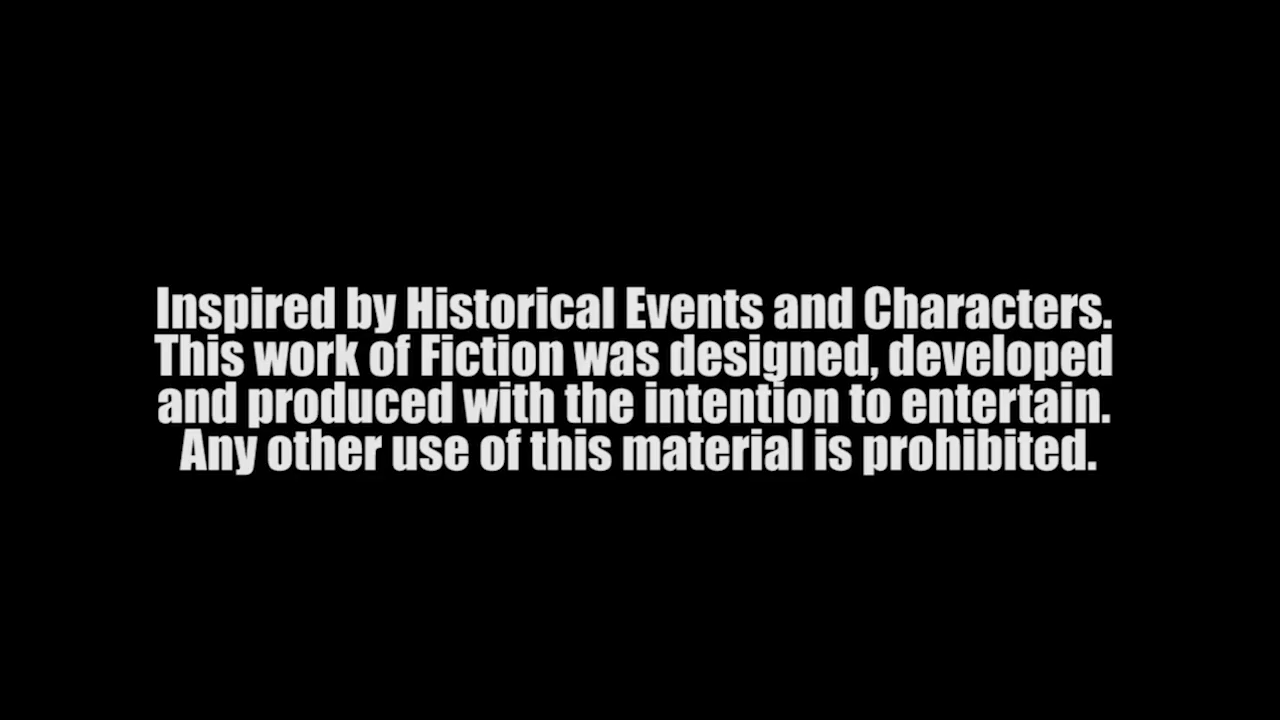 Inspired by Historical Events and Characters.
This work of Fiction was designed, developed
and produced with the intention to entertain.
Any other use of this material is prohibited.